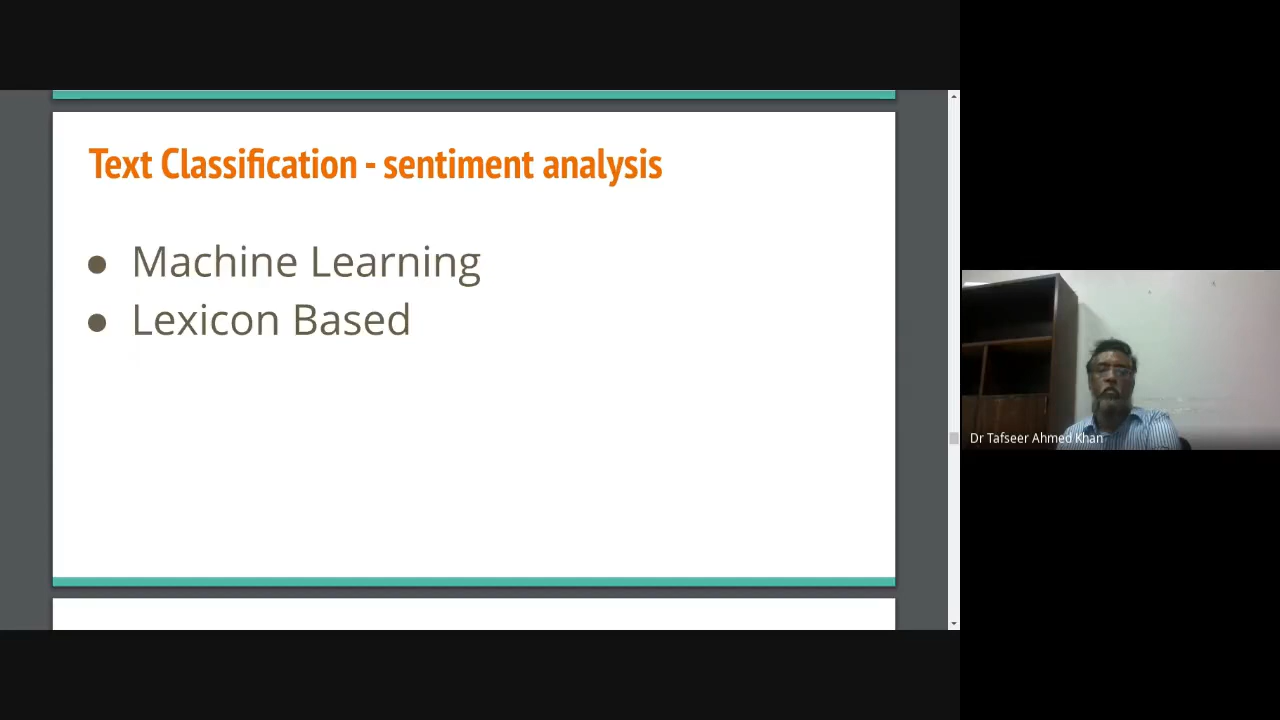 Text Classification - sentiment analysis
● Machine Learning
● Lexicon Based
Dr Tafseer Ahmed Khan